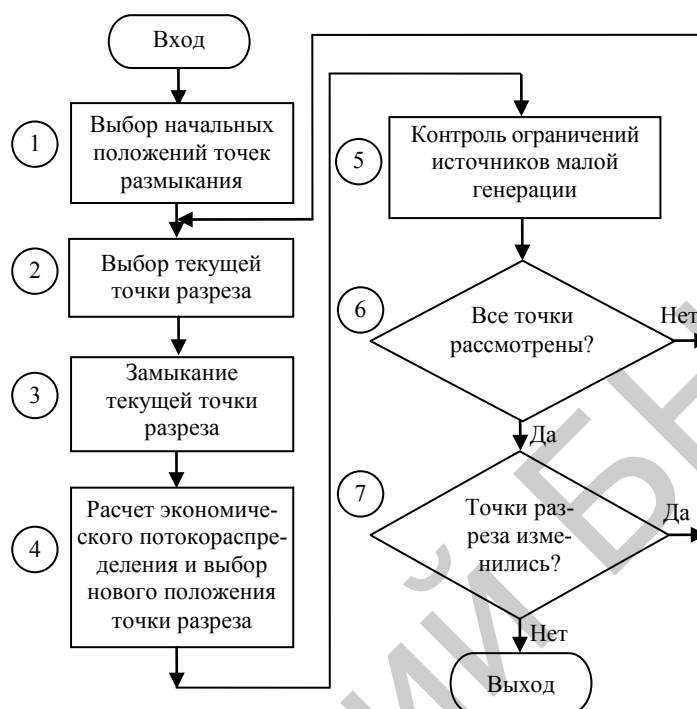 Вход
1
Выбор начальных
положений точек
размыкания
2
Выбор текущей
точки разреза
3
Замыкание
текущей точки
разреза
4
Расчет экономиче-
ского потокораспре-
деления и выбор
нового положения
точки разреза
5
Контроль ограничений
источников малой
генерации
6
Все точки
рассмотрены?
Нет
Да
7
Точки раз-
реза изме-
нились?
Да
Нет
Выход